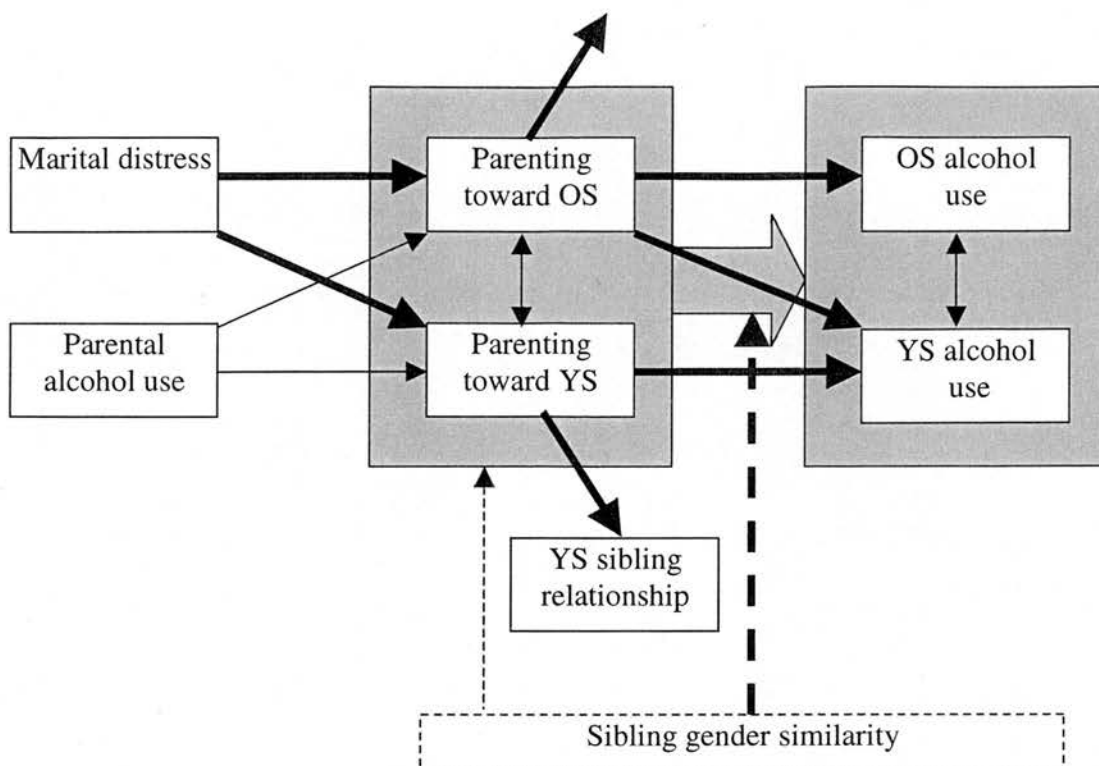 Marital distress
Parenting
toward OS
OS alcohol
use
Parental
alcohol use
Parenting
toward YS
YS alcohol
use
YS sibling
relationship
Sibling gender similarity